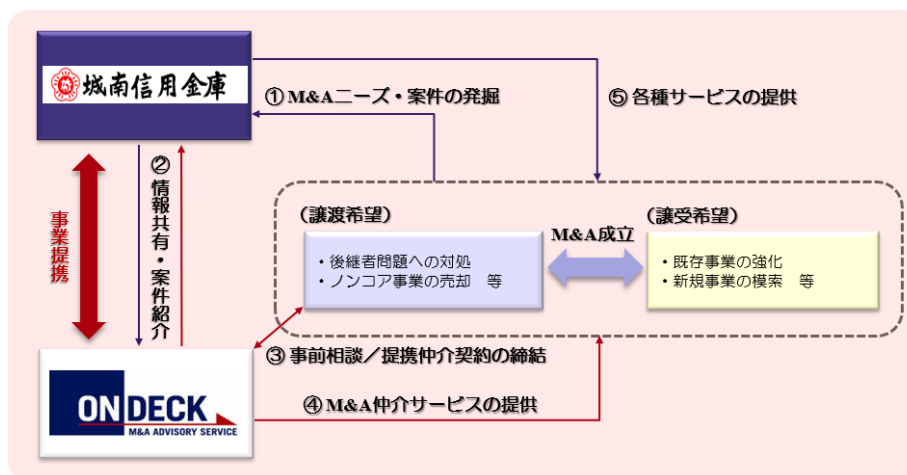 城南信用金庫
① M&Aニーズ・案件の発掘
⑤ 各種サービスの提供
② 情報共有・案件紹介
事業提携
（譲渡希望）
・後継者問題への対処
・ノンコア事業の売却　等
M&A成立
（譲受希望）
・既存事業の強化
・新規事業の模索　等
③ 事前相談／提携仲介契約の締結
④ M&A仲介サービスの提供
ON DECK
M&A ADVISORY SERVICE